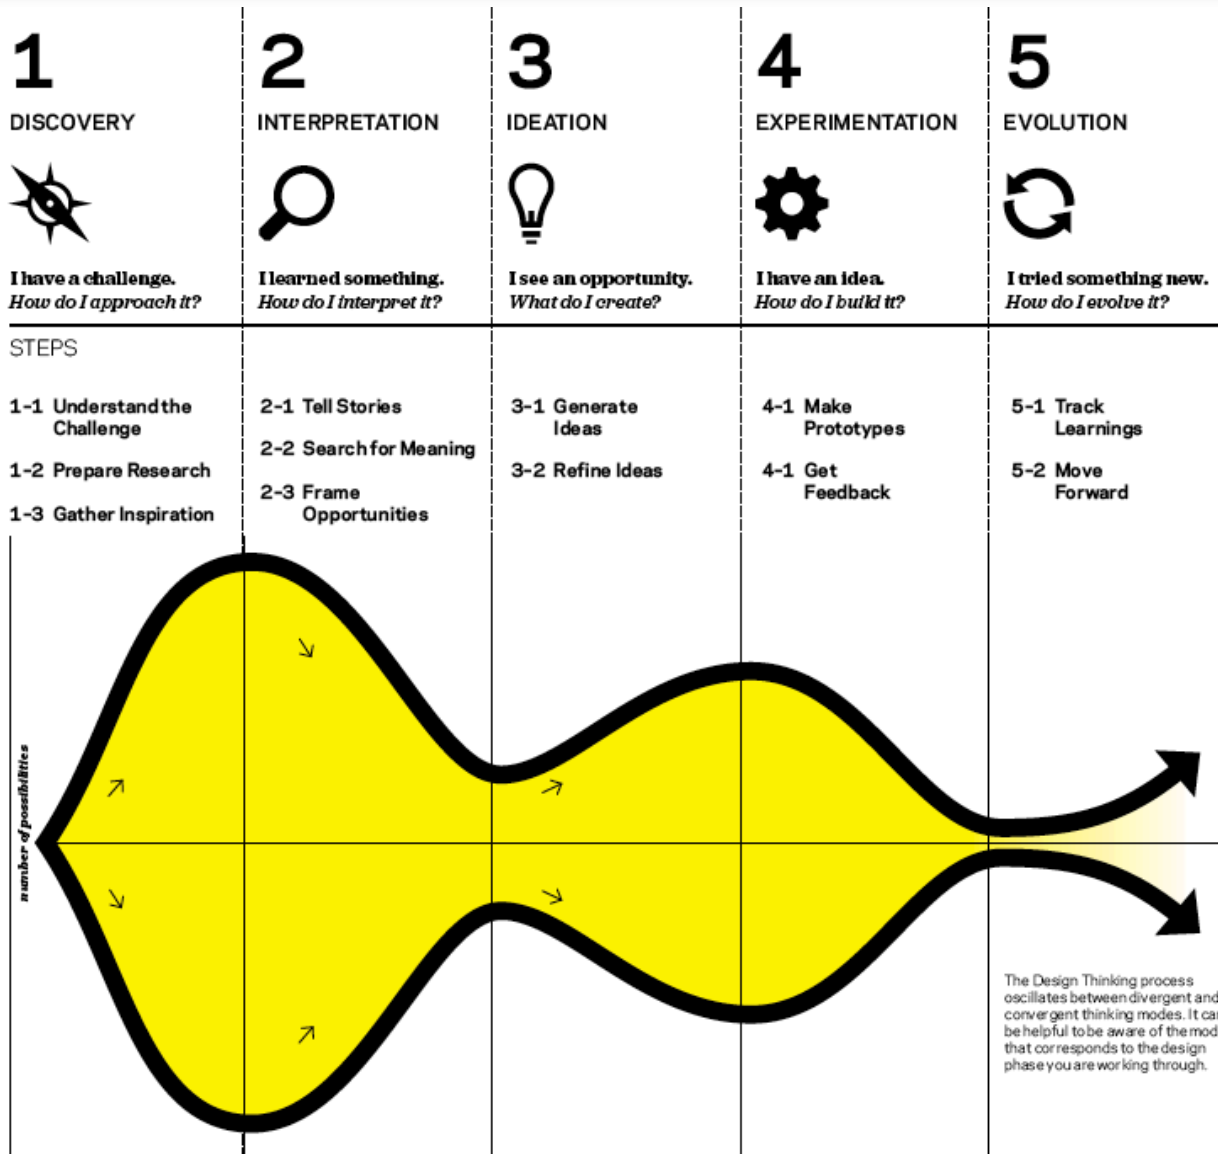 1
DISCOVERY
I have a challenge.
How do I approach it?
2
INTERPRETATION
I learned something.
How do I interpret it?
3
IDEATION
I see an opportunity.
What do I create?
4
EXPERIMENTATION
I have an idea.
How do I build it?
5
EVOLUTION
I tried something new.
How do I evolve it?
STEPS
1-1 Understand the
Challenge
1-2 Prepare Research
1-3 Gather Inspiration
2-1 Tell Stories
2-2 Search for Meaning
2-3 Frame
Opportunities
3-1 Generate
Ideas
3-2 Refine Ideas
4-1 Make
Prototypes
4-1 Get
Feedback
5-1 Track
Learnings
5-2 Move
Forward
number of possibilities
The Design Thinking process
oscillates between divergent and
convergent thinking modes. It can
be helpful to be aware of the mod
that corresponds to the design
phase you are working through.